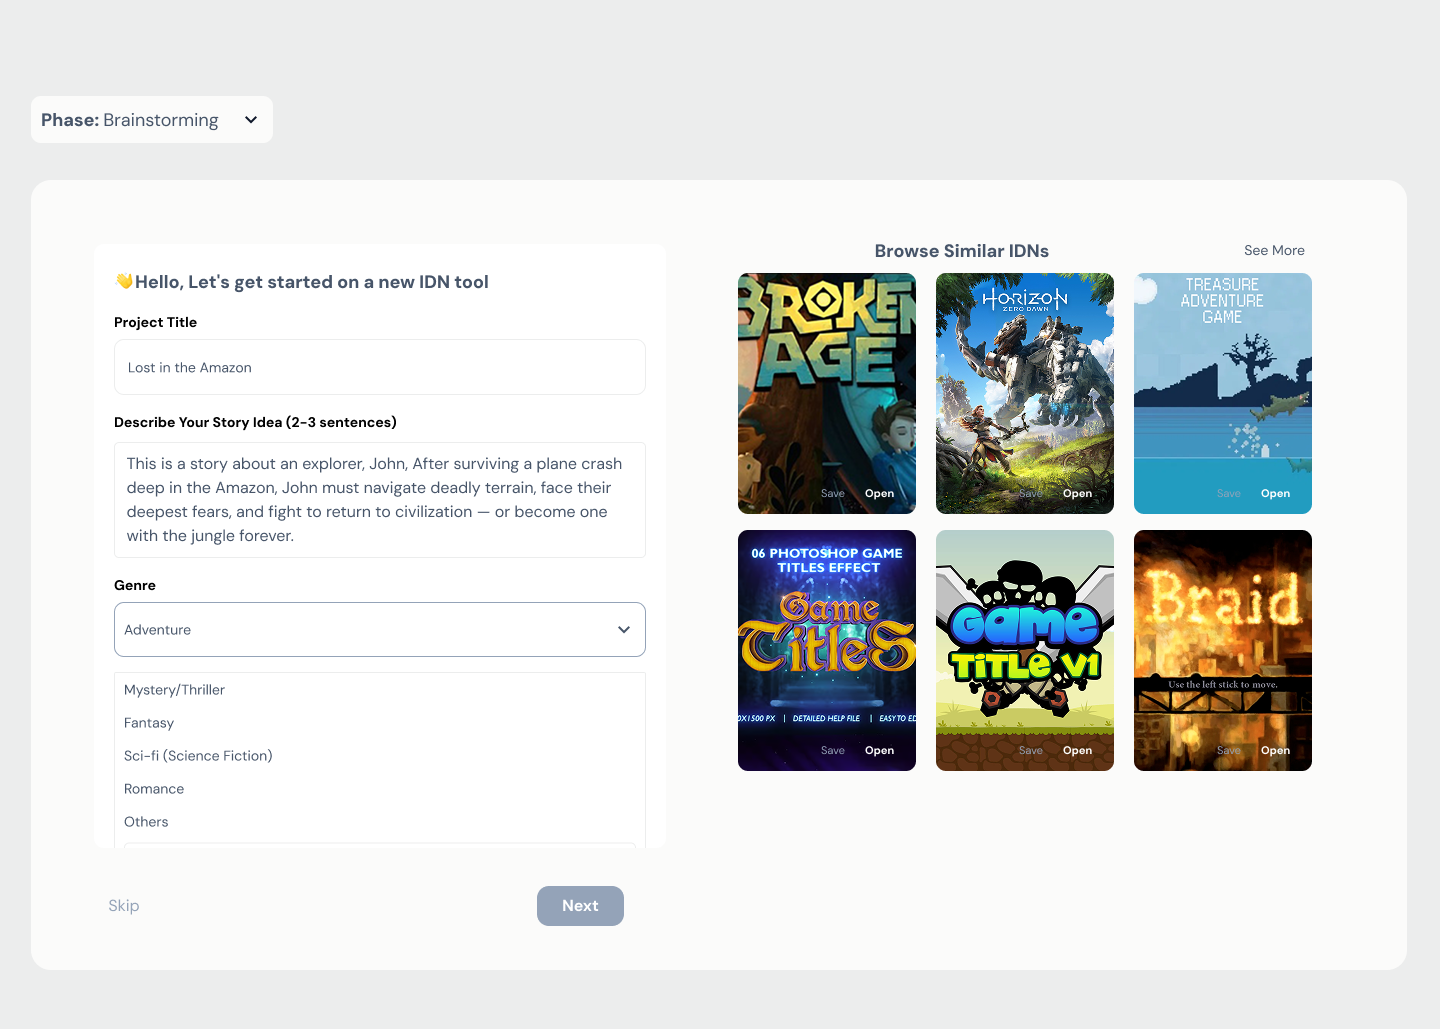 Phase: Brainstorming
👋Hello, Let's get started on a new IDN tool
Project Title
Lost in the Amazon
Describe Your Story Idea (2-3 sentences)
This is a story about an explorer, John, After surviving a plane crash
deep in the Amazon, John must navigate deadly terrain, face their
deepest fears, and fight to return to civilization — or become one
with the jungle forever.
Genre
Adventure
Mystery/Thriller
Fantasy
Sci-fi (Science Fiction)
Romance
Others
Skip
Next
Browse Similar IDNs
See More
BROKEN
AGE
Save Open
HORIZON
ZERO DAWN
Save Open
TREASURE
ADVENTURE
GAME
Save Open
06 PHOTOSHOP GAME
TITLES EFFECT
Game
Titles
0X1500 PX | DETAILED HELP FILE | EASY TO ED
Save Open
Game
TiTLE V1
Save Open
Braid
Use the left stick to move.
Save Open